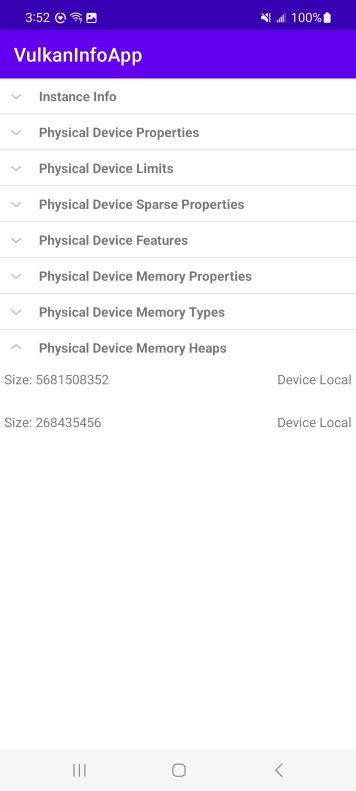 3:52 100%
VulkanInfoApp
Instance Info
Physical Device Properties
Physical Device Limits
Physical Device Sparse Properties
Physical Device Features
Physical Device Memory Properties
Physical Device Memory Types
Physical Device Memory Heaps
Size: 5681508352 Device Local
Size: 268435456 Device Local